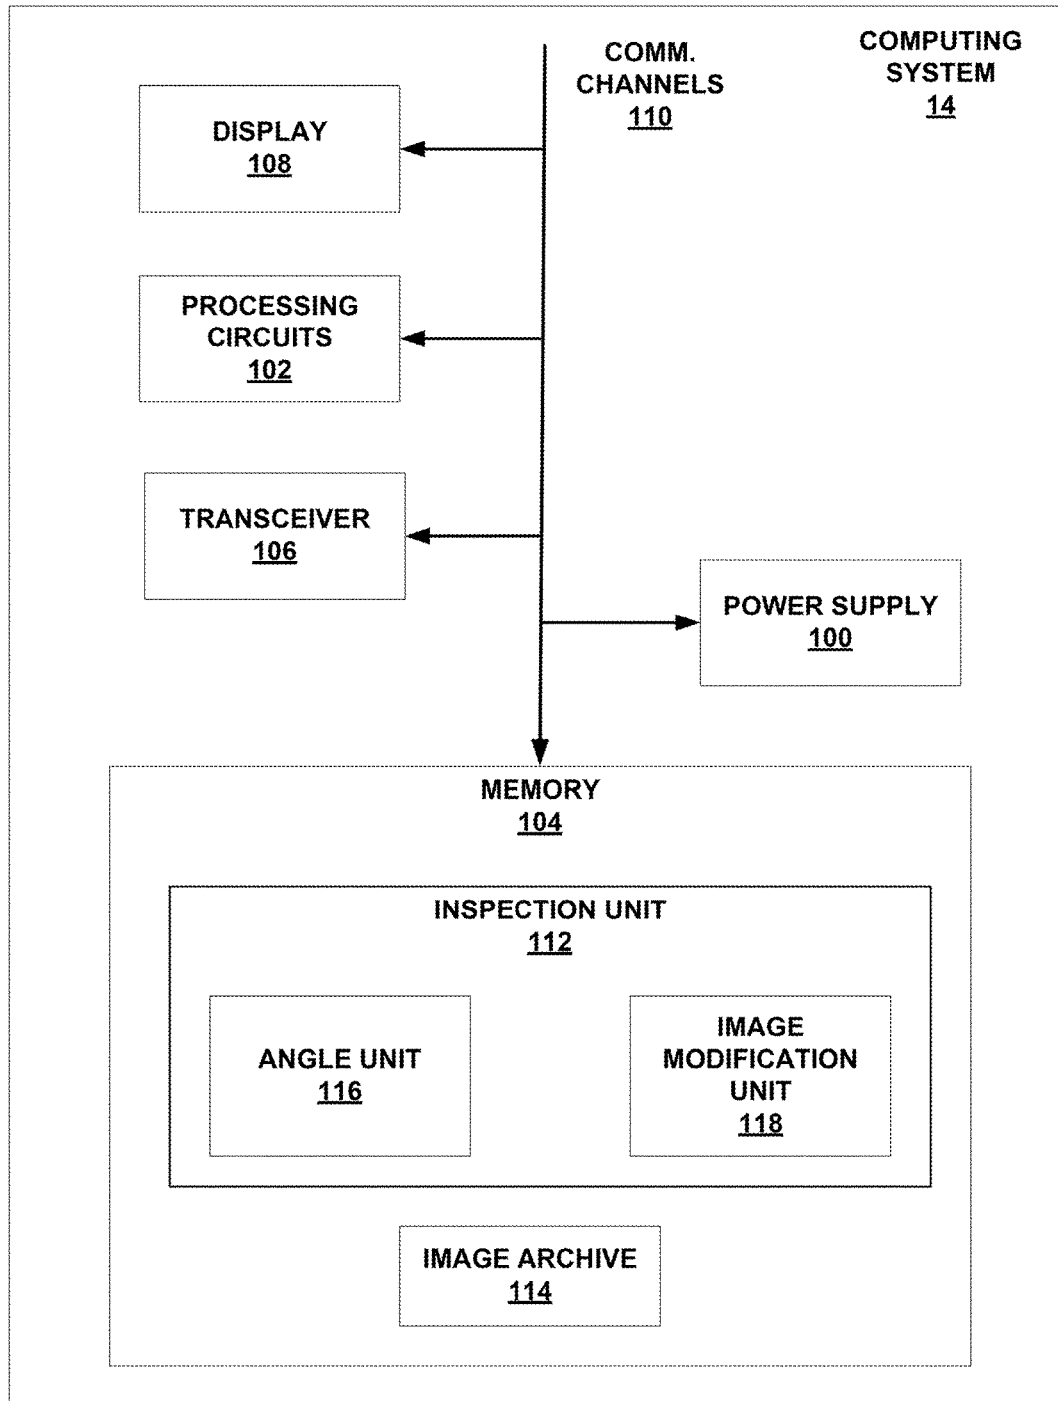 COMM.
CHANNELS
110
COMPUTING
SYSTEM
14
DISPLAY
108
PROCESSING
CIRCUITS
102
TRANSCEIVER
106
POWER SUPPLY
100
MEMORY
104
INSPECTION UNIT
112
ANGLE UNIT
116
IMAGE
MODIFICATION
UNIT
118
IMAGE ARCHIVE
114